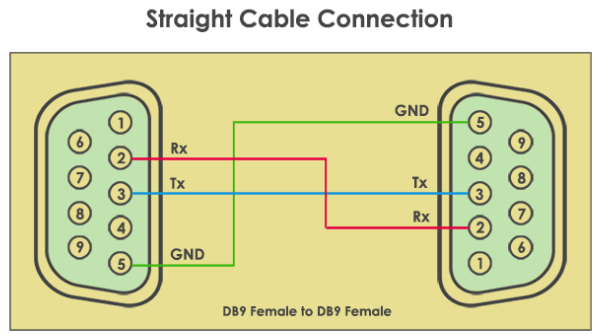 Straight Cable Connection
GND
1
5
6
9
2
Rx
4
7
8
3
Tx
Tx
3
8
7
4
Rx
2
9
6
5
GND
1
DB9 Female to DB9 Female